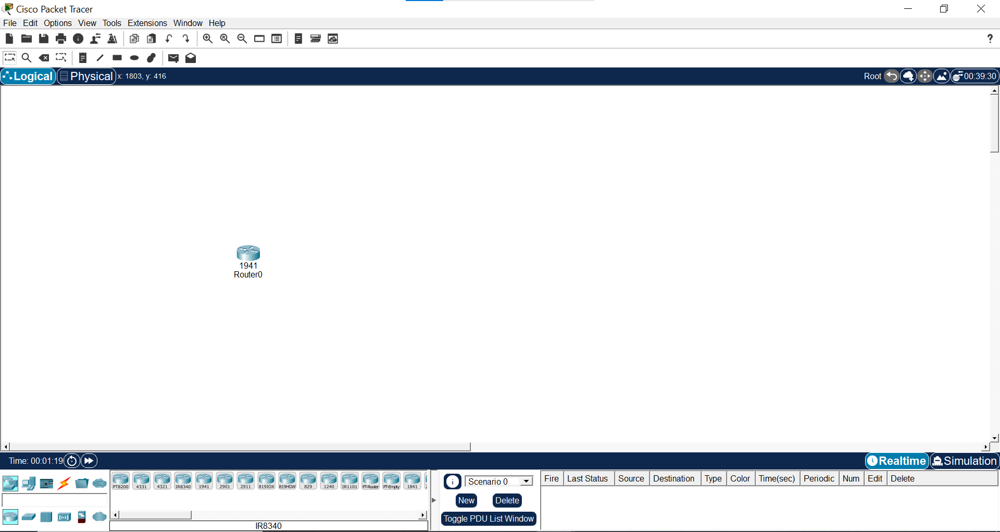 Cisco Packet Tracer
File Edit Options View Tools Extensions Window Help
?
Logical Physical x: 1803, y: 416 Root 00:39:30
1941
Router0
Time: 00:01:19 Realtime Simulation
PT8200 4331 4321 IR8340 1941 2901 2911 819IOX 819HGW 829 1240 IR1101 PT-Router PT-Empty 1841
IR8340
Scenario 0
New Delete
Toggle PDU List Window
Fire Last Status Source Destination Type Color Time(sec) Periodic Num Edit Delete